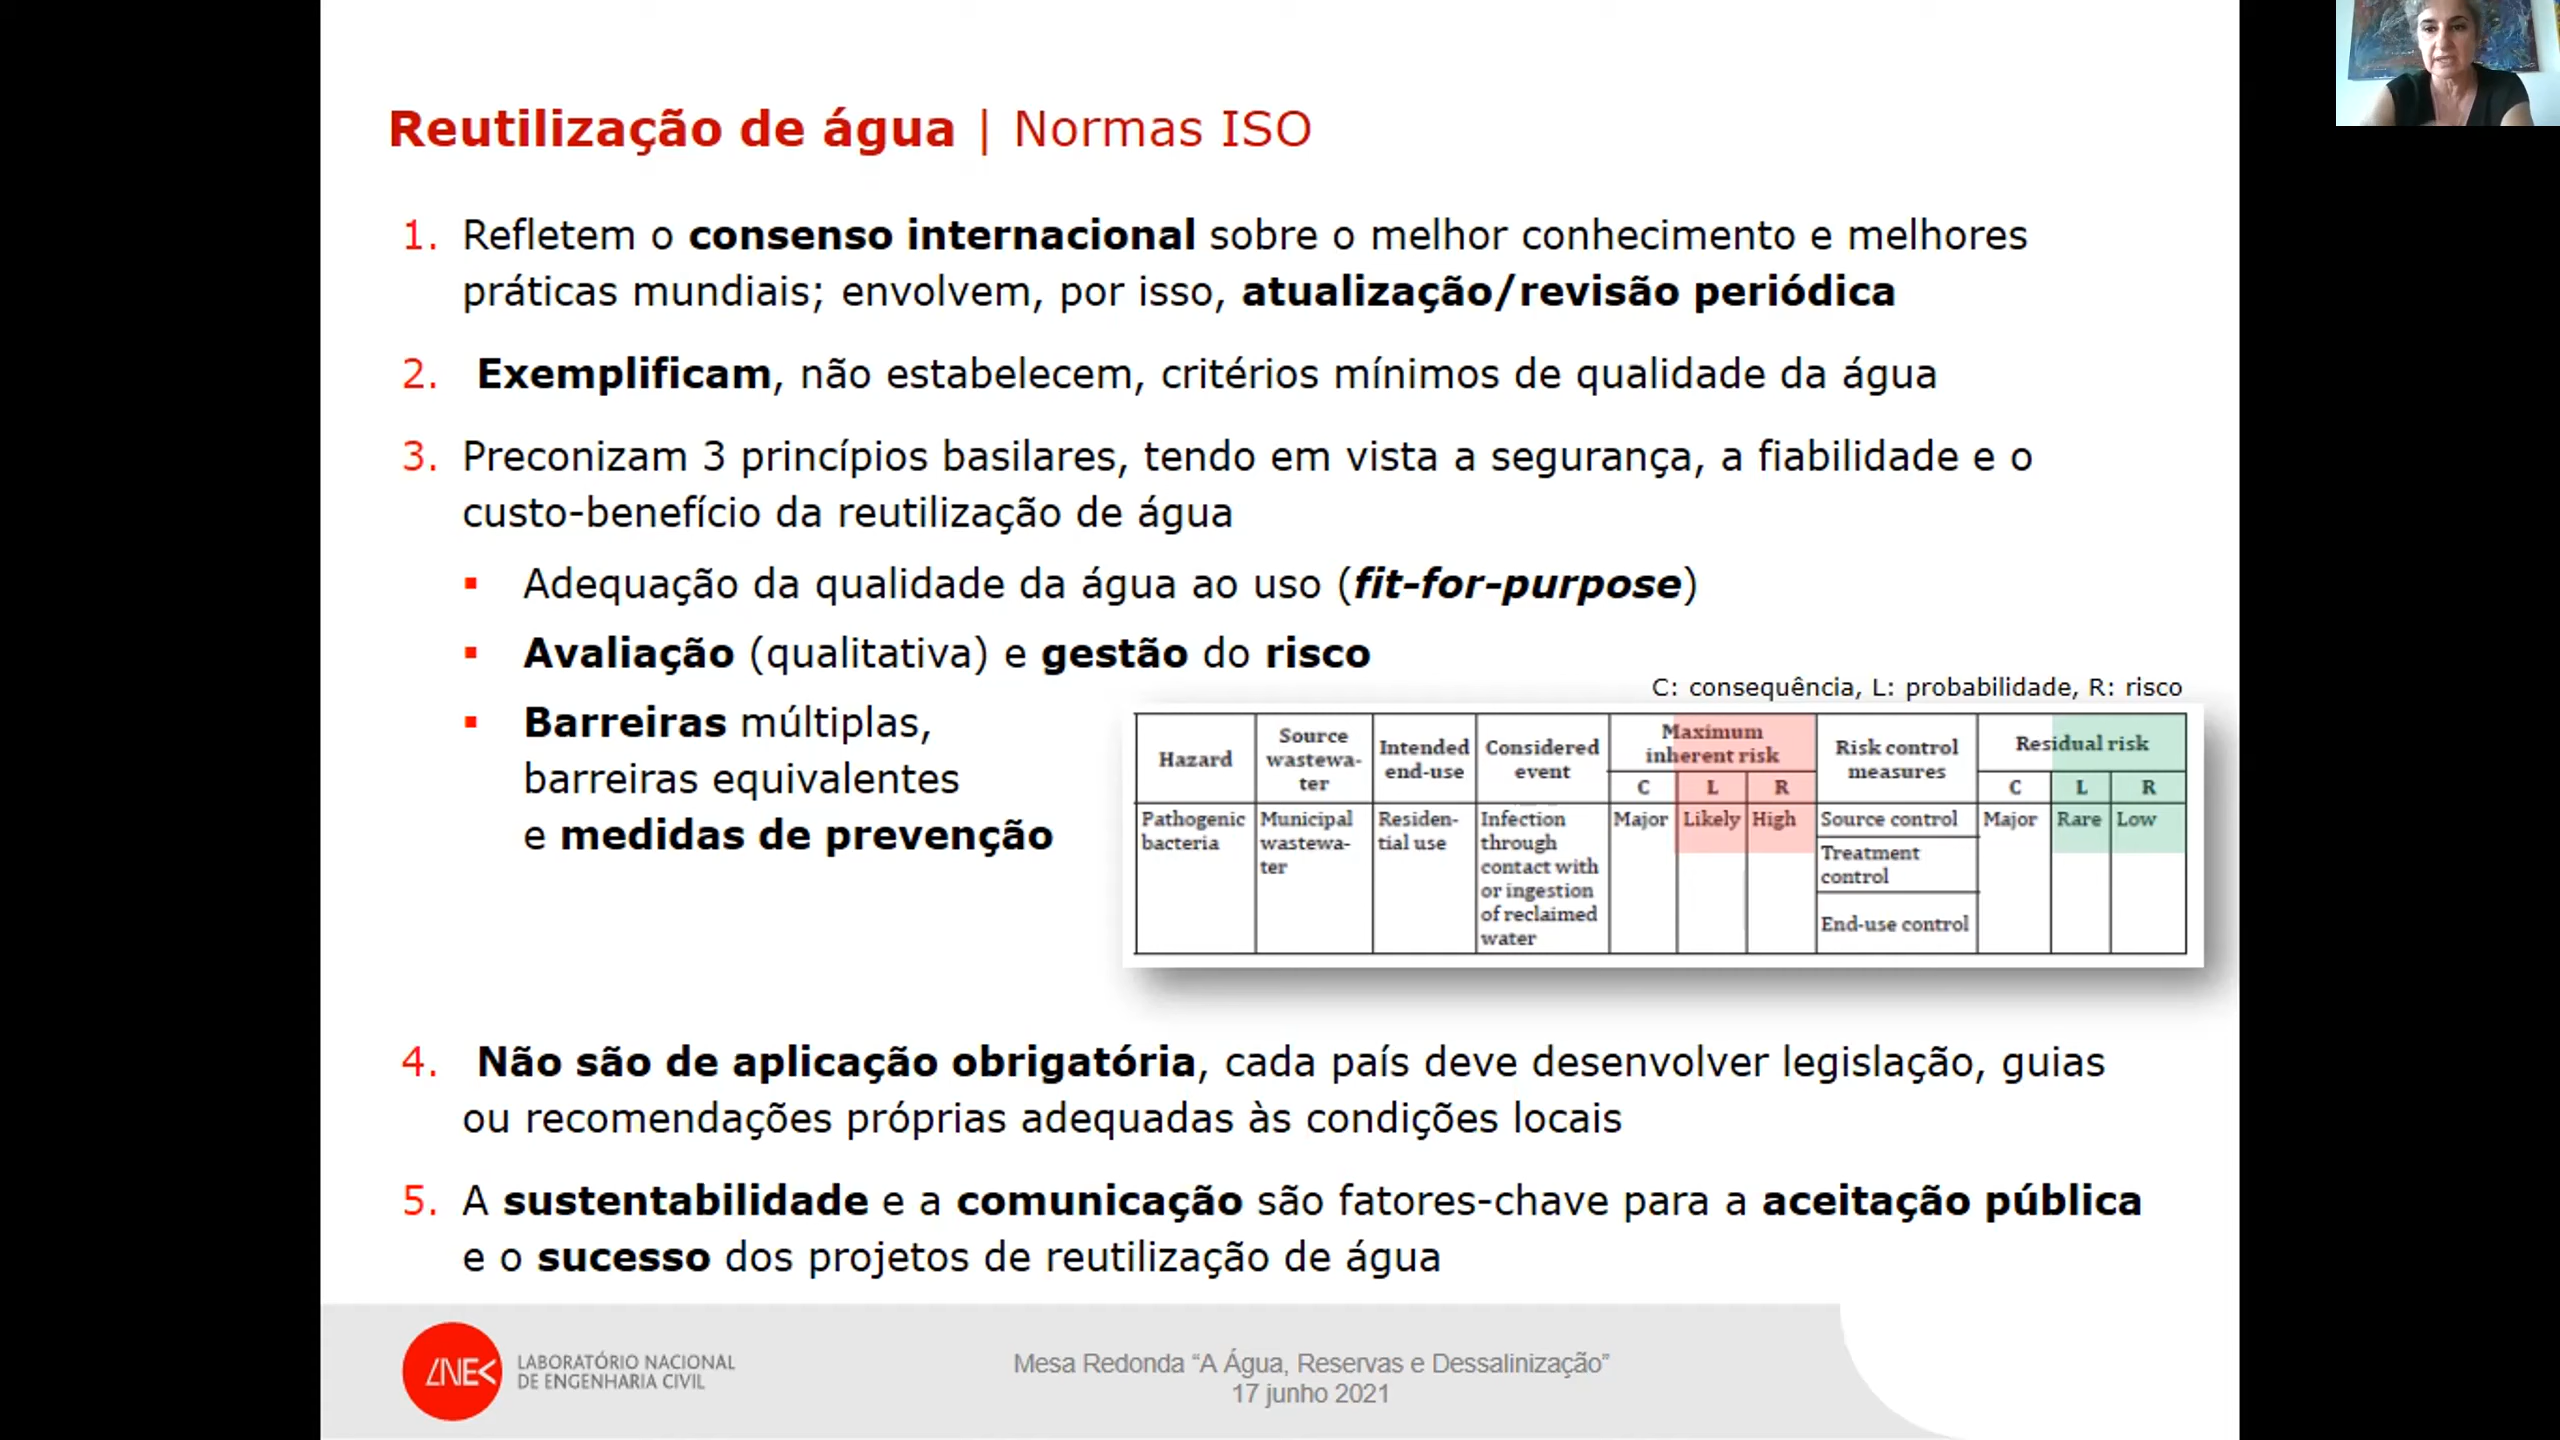 Reutilização de água | Normas ISO
1. Refletem o consenso internacional sobre o melhor conhecimento e melhores
práticas mundiais; envolvem, por isso, atualização/revisão periódica
2. Exemplificam, não estabelecem, critérios mínimos de qualidade da água
3. Preconizam 3 princípios basilares, tendo em vista a segurança, a fiabilidade e o
custo-benefício da reutilização de água
▪ Adequação da qualidade da água ao uso (fit-for-purpose)
▪ Avaliação (qualitativa) e gestão do risco
▪ Barreiras múltiplas,
barreiras equivalentes
e medidas de prevenção
C: consequência, L: probabilidade, R: risco
Hazard
Source
wastewa-
ter
Intended
end-use
Considered
event
Maximum
inherent risk
C L R
Risk control
measures
Residual risk
C L R
Pathogenic
bacteria
Municipal
wastewa-
ter
Residen-
tial use
Infection
through
contact with
or ingestion
of reclaimed
water
Major
Likely
High
Source control
Treatment
control
End-use control
Major
Rare
Low
4. Não são de aplicação obrigatória, cada país deve desenvolver legislação, guias
ou recomendações próprias adequadas às condições locais
5. A sustentabilidade e a comunicação são fatores-chave para a aceitação pública
e o sucesso dos projetos de reutilização de água
LNEC
LABORATÓRIO NACIONAL
DE ENGENHARIA CIVIL
Mesa Redonda “A Água, Reservas e Dessalinização”
17 junho 2021